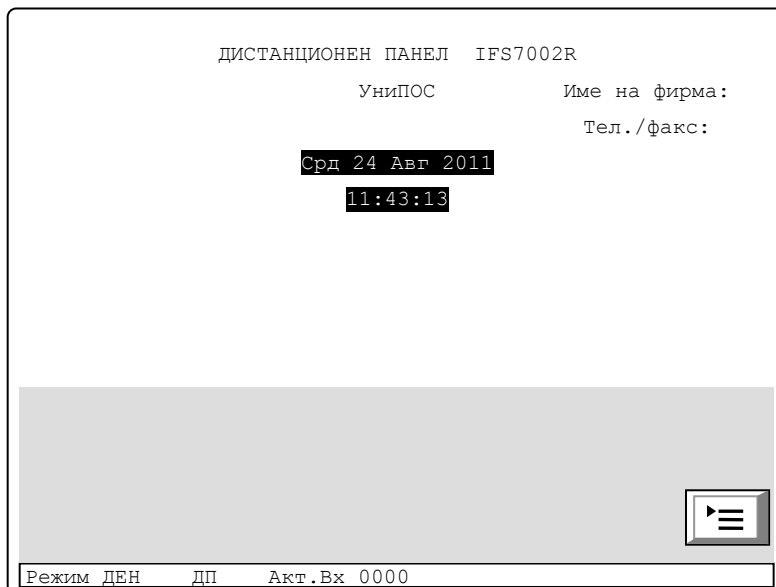 ДИСТАНЦИОНЕН ПАНЕЛ IFS7002R
УниПОС Име на фирма:
Тел./факс:
Срд 24 Авг 2011
11:43:13
Режим ДЕН ДП Акт.Вх 0000